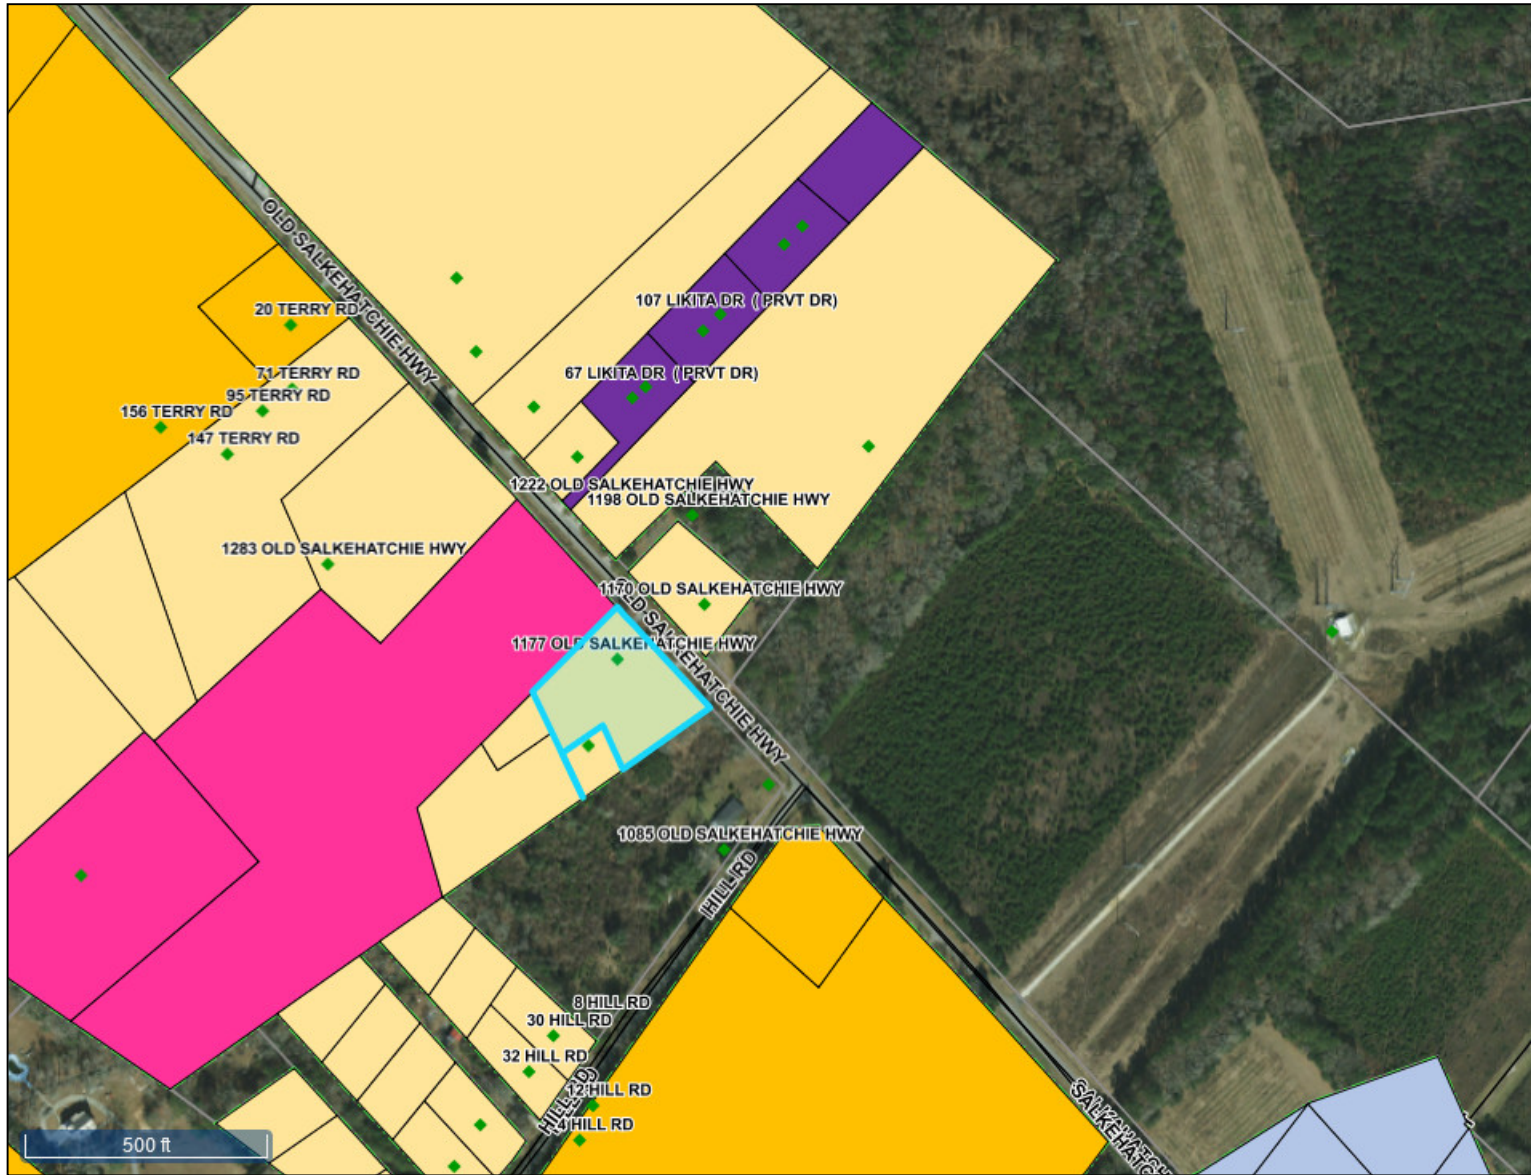 OLD SALKEHATCHIE HWY
20 TERRY RD
107 LIKITA DR ( PRVT DR)
71 TERRY RD
67 LIKITA DR ( PRVT DR)
95 TERRY RD
156 TERRY RD
147 TERRY RD
1222 OLD SALKEHATCHIE HWY
1198 OLD SALKEHATCHIE HWY
1283 OLD SALKEHATCHIE HWY
1170 OLD SALKEHATCHIE HWY
OLD SALKEHATCHIE HWY
1177 OLD SALKEHATCHIE HWY
1085 OLD SALKEHATCHIE HWY
HILL RD
8 HILL RD
30 HILL RD
32 HILL RD
12 HILL RD
HILL RD
4 HILL RD
SALKEHATCH
500 ft